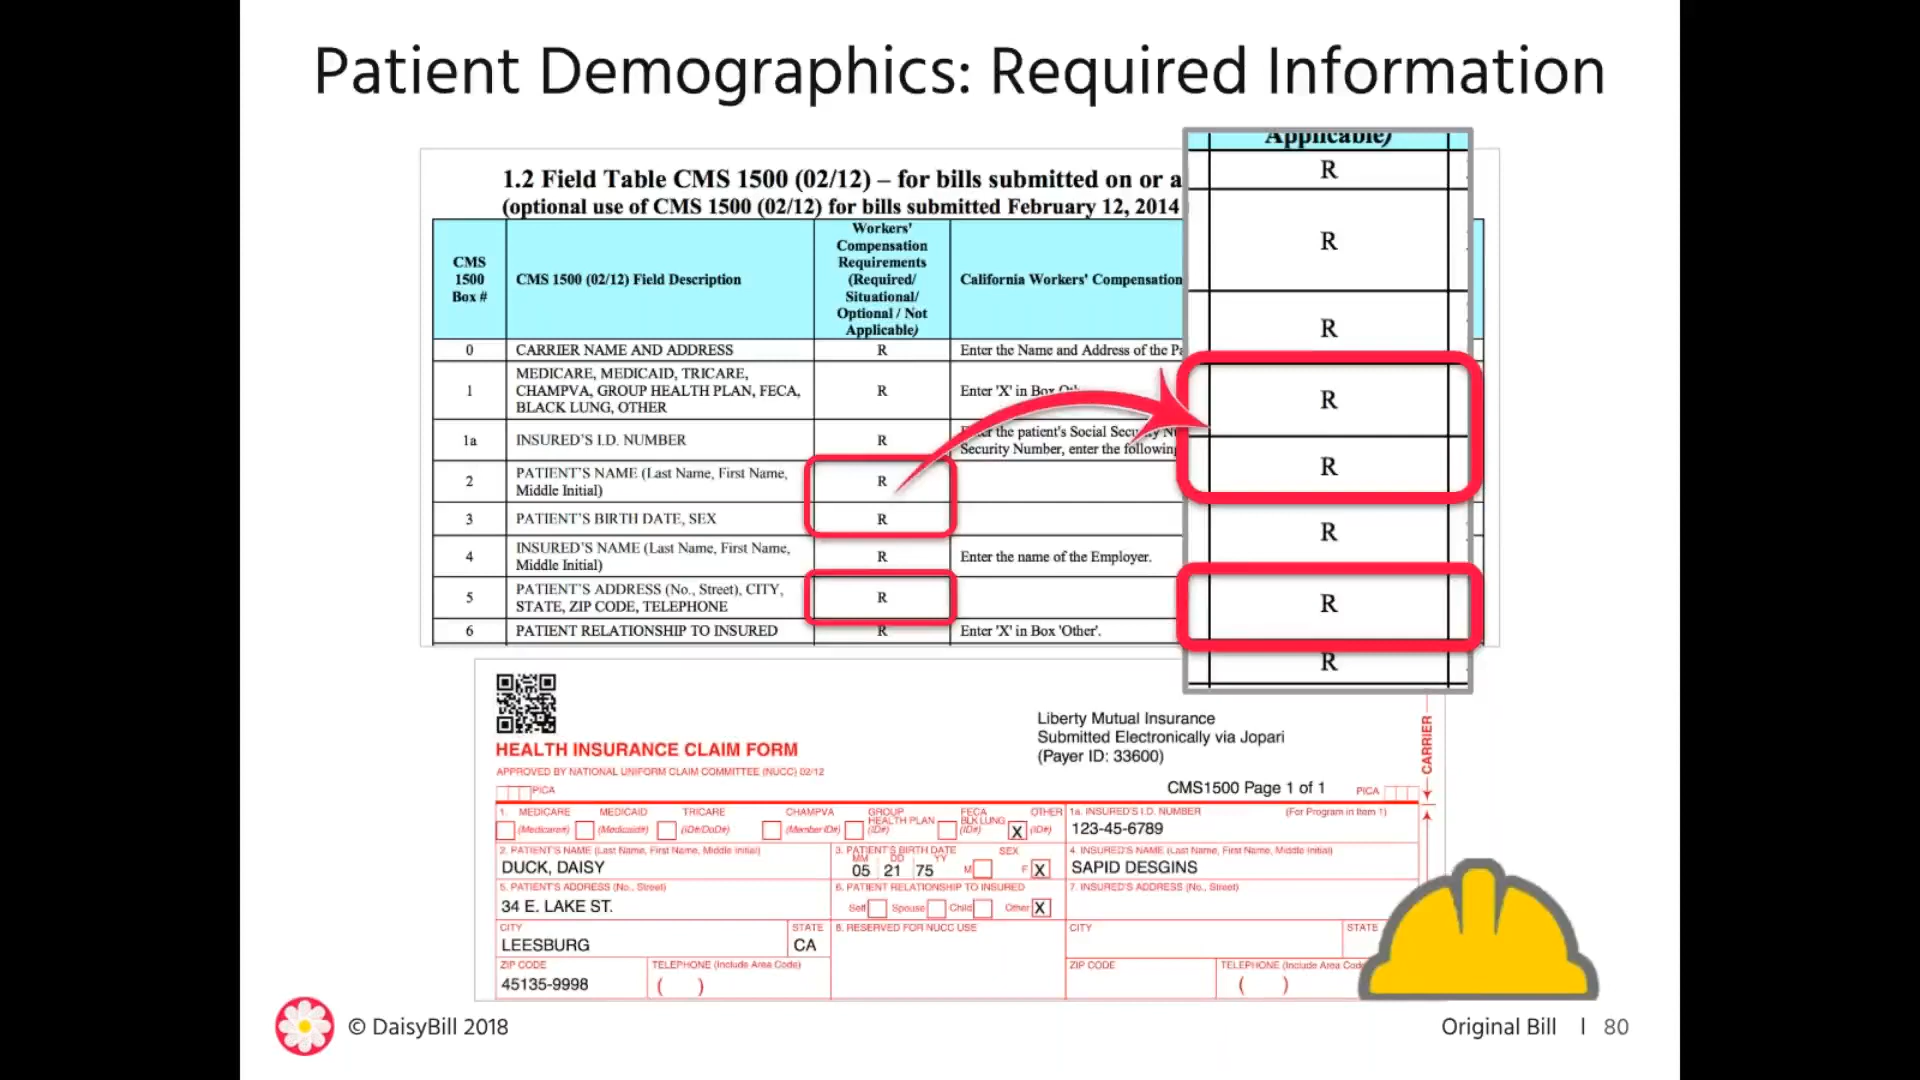 Patient Demographics: Required Information
1.2 Field Table CMS 1500 (02/12) – for bills submitted on or a
(optional use of CMS 1500 (02/12) for bills submitted February 12, 2014
CMS
1500
Box #
CMS 1500 (02/12) Field Description
Workers'
Compensation
Requirements
(Required/
Situational/
Optional / Not
Applicable)
California Workers' Compensation
0 CARRIER NAME AND ADDRESS R Enter the Name and Address of the Pa
1 MEDICARE, MEDICAID, TRICARE,
CHAMPVA, GROUP HEALTH PLAN, FECA,
BLACK LUNG, OTHER
R Enter 'X' in Box
1a INSURED'S I.D. NUMBER R
the patient's Social
Security Number, enter the following
2 PATIENT'S NAME (Last Name, First Name,
Middle Initial)
R
3 PATIENT'S BIRTH DATE, SEX R
4 INSURED'S NAME (Last Name, First Name,
Middle Initial)
R Enter the name of the Employer.
5 PATIENT'S ADDRESS (No., Street), CITY,
STATE, ZIP CODE, TELEPHONE
R
6 PATIENT RELATIONSHIP TO INSURED R Enter 'X' in Box 'Other'.
Applicable)
R
R
R
R
R
R
R
R
Liberty Mutual Insurance
Submitted Electronically via Jopari
(Payer ID: 33600)
CARRIER
HEALTH INSURANCE CLAIM FORM
APPROVED BY NATIONAL UNIFORM CLAIM COMMITTEE (NUCC) 02/12
CMS1500 Page 1 of 1
PICA PICA
1. MEDICARE MEDICAID TRICARE CHAMPVA GROUP HEALTH PLAN FECA BLK LUNG OTHER
(Medicare#) (Medicaid#) (ID#/DoD#) (Member ID#) (ID#) (ID#) X (ID#)
1a. INSURED'S I.D. NUMBER (For Program in Item 1)
123-45-6789
2. PATIENT'S NAME (Last Name, First Name, Middle Initial)
DUCK, DAISY
3. PATIENT'S BIRTH DATE SEX
MM DD YY
05 21 75 M F X
4. INSURED'S NAME (Last Name, First Name, Middle Initial)
SAPID DESGINS
5. PATIENT'S ADDRESS (No., Street)
34 E. LAKE ST.
6. PATIENT RELATIONSHIP TO INSURED
Self Spouse Child Other X
7. INSURED'S ADDRESS (No., Street)
CITY STATE
LEESBURG CA
8. RESERVED FOR NUCC USE
CITY STATE
ZIP CODE TELEPHONE (Include Area Code)
45135-9998 ( )
ZIP CODE TELEPHONE (Include Area Code
( )
© DaisyBill 2018
Original Bill | 80